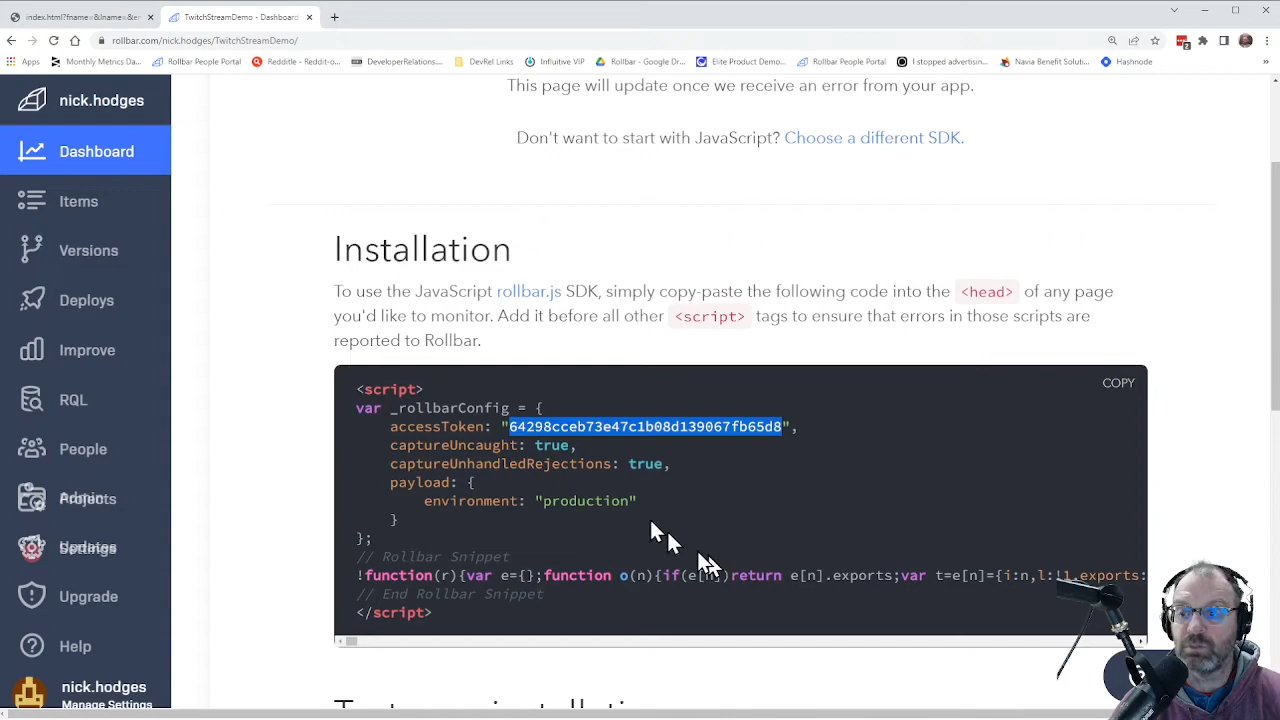 index.html?fname=&lname=&er
TwitchStreamDemo - Dashboard
rollbar.com/nick.hodges/TwitchStreamDemo/
Apps
Monthly Metrics Da...
Rollbar People Portal
Redditle - Reddit-o...
DeveloperRelations....
DevRel Links
Infuitive VIP
Rollbar - Google Dr...
Elite Product Demo...
Rollbar People Portal
I stopped advertisin...
Navia Benefit Soluti...
Hashnode
»
nick.hodges
Dashboard
Items
Versions
Deploys
Improve
RQL
People
Updates
Help
nick.hodges
Manage Settings
This page will update once we receive an error from your app.
Don't want to start with JavaScript? Choose a different SDK.
Installation
To use the JavaScript rollbar.js SDK, simply copy-paste the following code into the <head> of any page
you'd like to monitor. Add it before all other <script> tags to ensure that errors in those scripts are
reported to Rollbar.
COPY
<script>
var _rollbarConfig = {
accessToken: "64298cceb73e47c1b08d139067fb65d8",
captureUncaught: true,
captureUnhandledRejections: true,
payload: {
environment: "production"
}
};
// Rollbar Snippet
!function(r){var e={};function o(n){if(e[n])return e[n].exports;var t=e[n]={i:n,l:!1,exports:
// End Rollbar Snippet
</script>